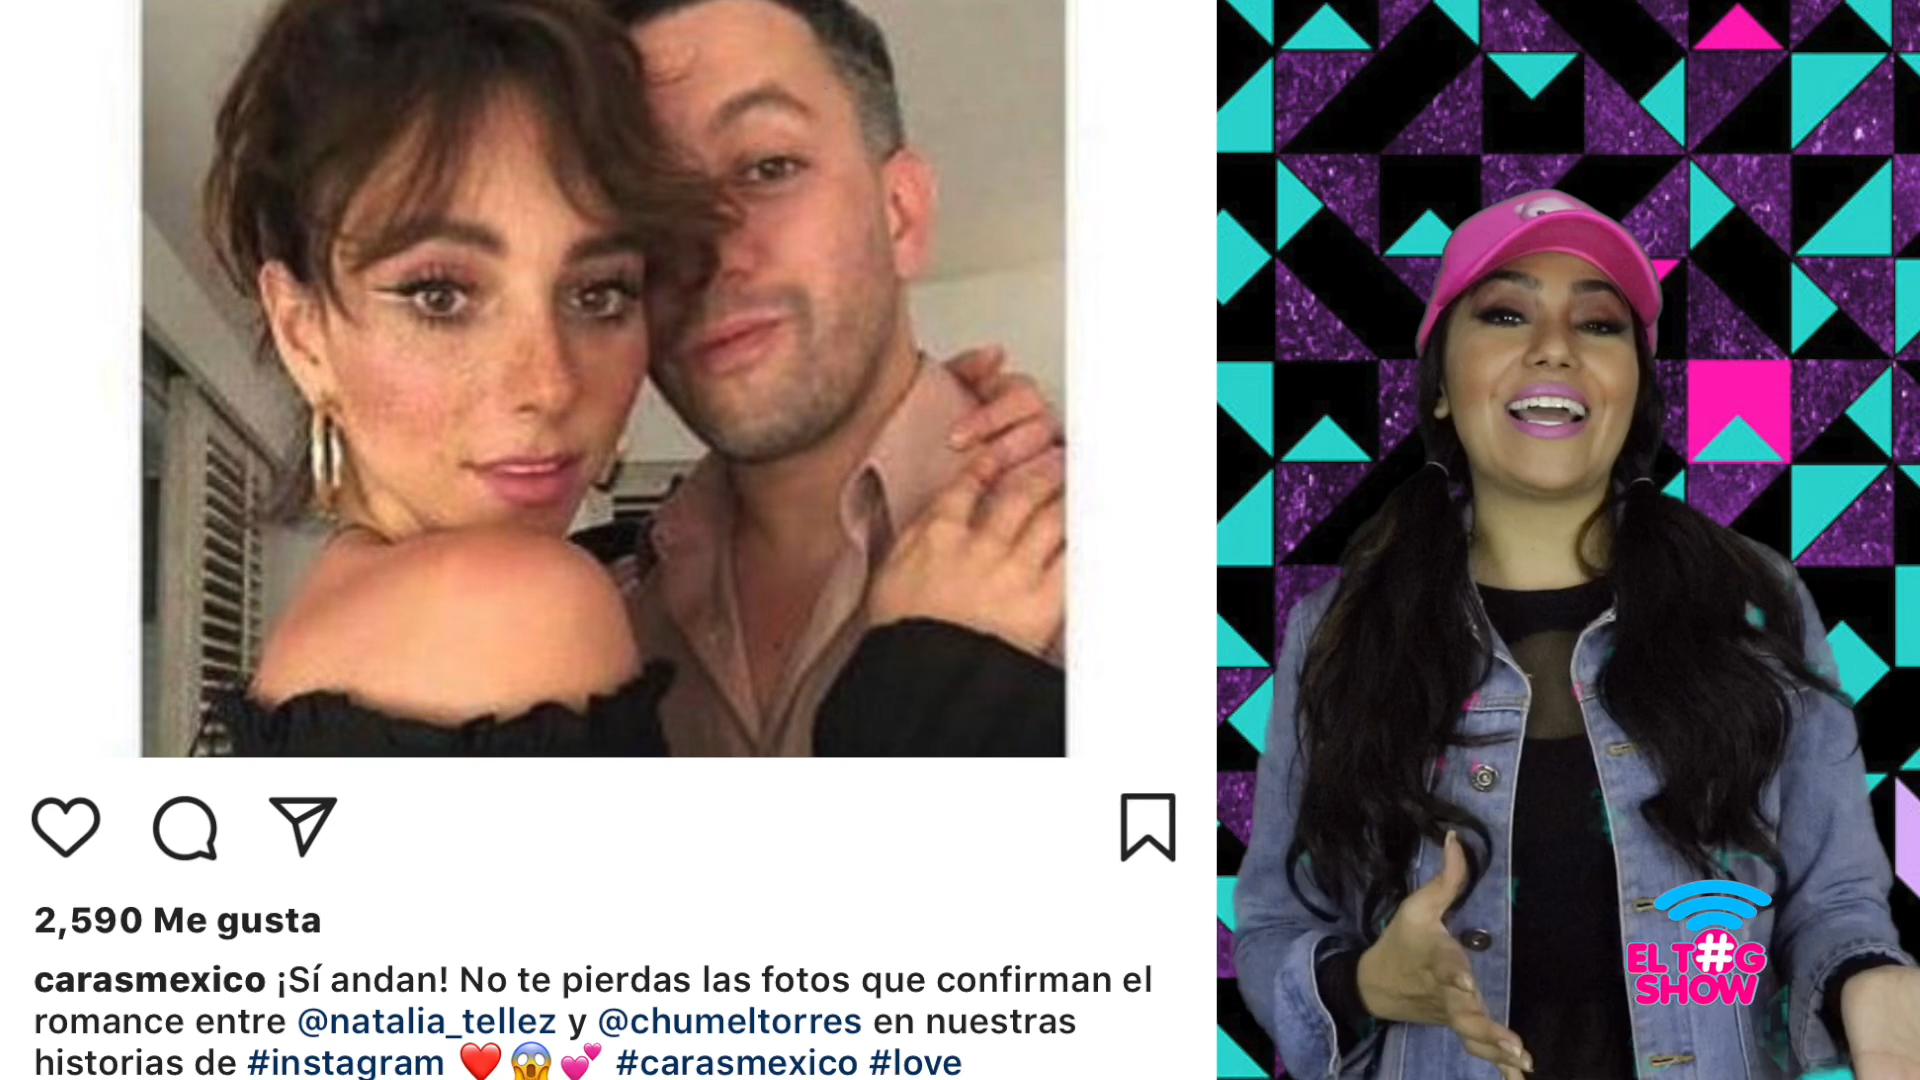 2,590 Me gusta
carasmexico ¡Sí andan! No te pierdas las fotos que confirman el
romance entre @natalia_tellez y @chumeltorres en nuestras
historias de #instagram ❤️😱💕 #carasmexico #love
EL T#G
SHOW